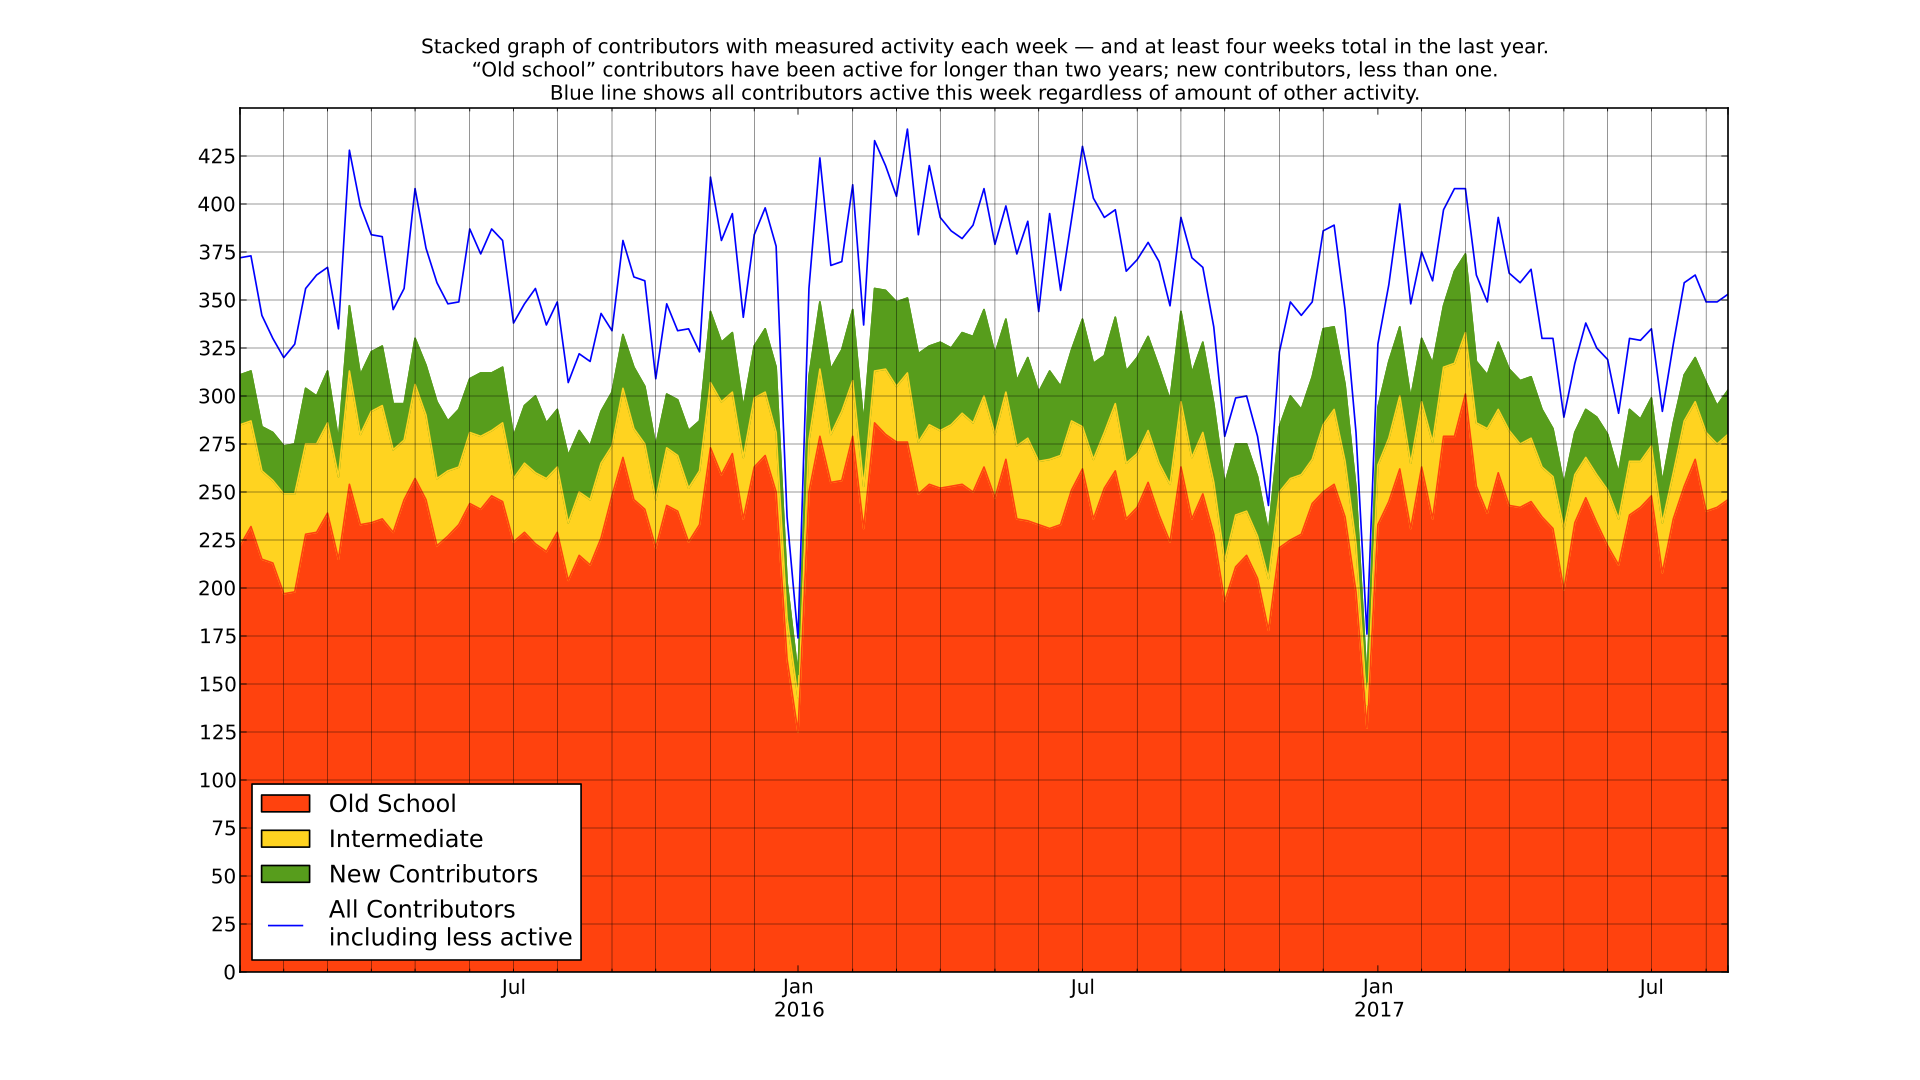 Stacked graph of contributors with measured activity each week — and at least four weeks total in the last year.
“Old school” contributors have been active for longer than two years; new contributors, less than one.
Blue line shows all contributors active this week regardless of amount of other activity.
425
400
375
350
325
300
275
250
225
200
175
150
125
100
75
50
25
0
Old School
Intermediate
New Contributors
All Contributors
including less active
Jul
Jan
2016
Jul
Jan
2017
Jul